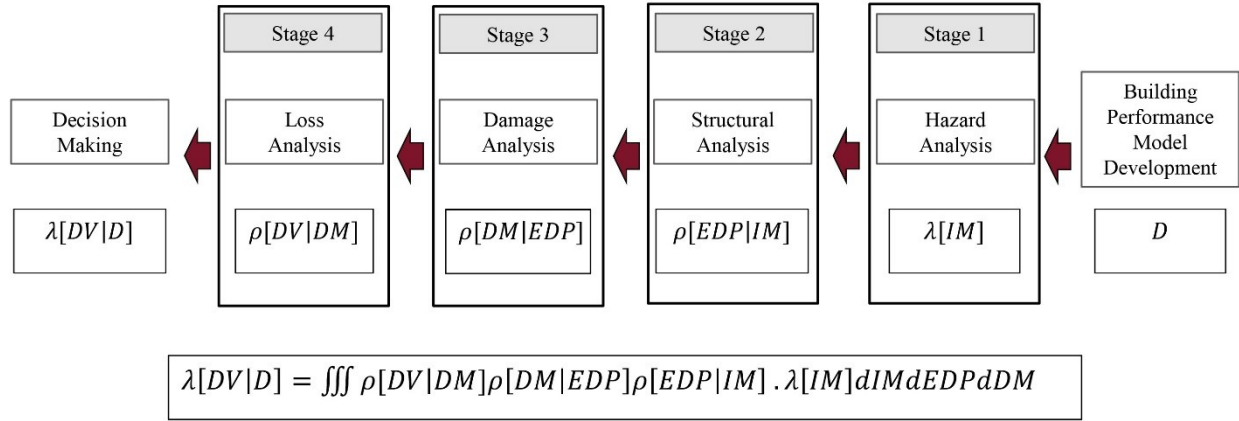 Stage 4
Stage 3
Stage 2
Stage 1
Decision
Making
Loss
Analysis
Damage
Analysis
Structural
Analysis
Hazard
Analysis
Building
Performance
Model
Development
λ[DV|D]
ρ[DV|DM]
ρ[DM|EDP]
ρ[EDP|IM]
λ[IM]
D
λ[DV|D] = ∭ ρ[DV|DM]ρ[DM|EDP]ρ[EDP|IM] . λ[IM]dIMdEDPdDM